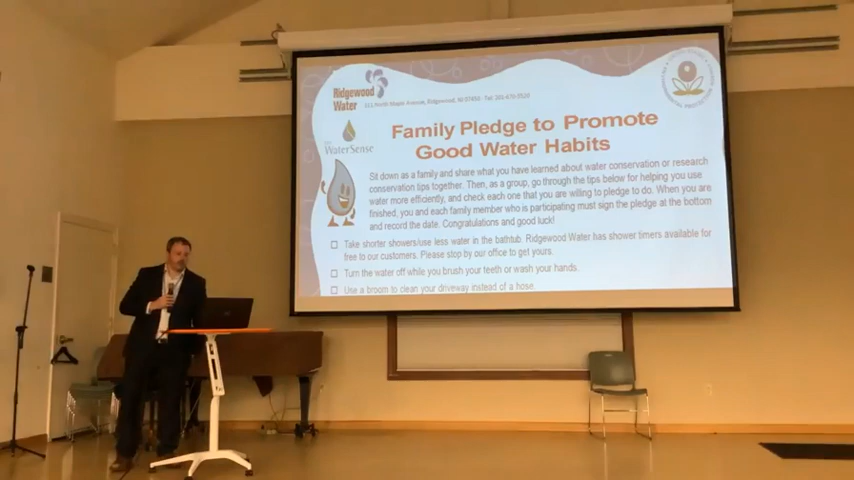 Ridgewood
Water
Ridgewood, NJ 07450
WaterSense
Family Pledge to Promote
Good Water Habits
Sit down as a family and share what you have learned about water conservation or research
conservation tips together. Then, as a group, go through the tips below for helping you use
water more efficiently, and check each one that you are willing to pledge to do. When you are
finished, you and each family member who is participating must sign the pledge at the bottom
and record the date. Congratulations and good luck!
Take shorter showers/use less water in the bathtub. Ridgewood Water has shower timers available for
free to our customers. Please stop by our office to get yours.
Turn the water off while you brush your teeth or wash your hands.
Use a broom to clean your driveway instead of a hose.